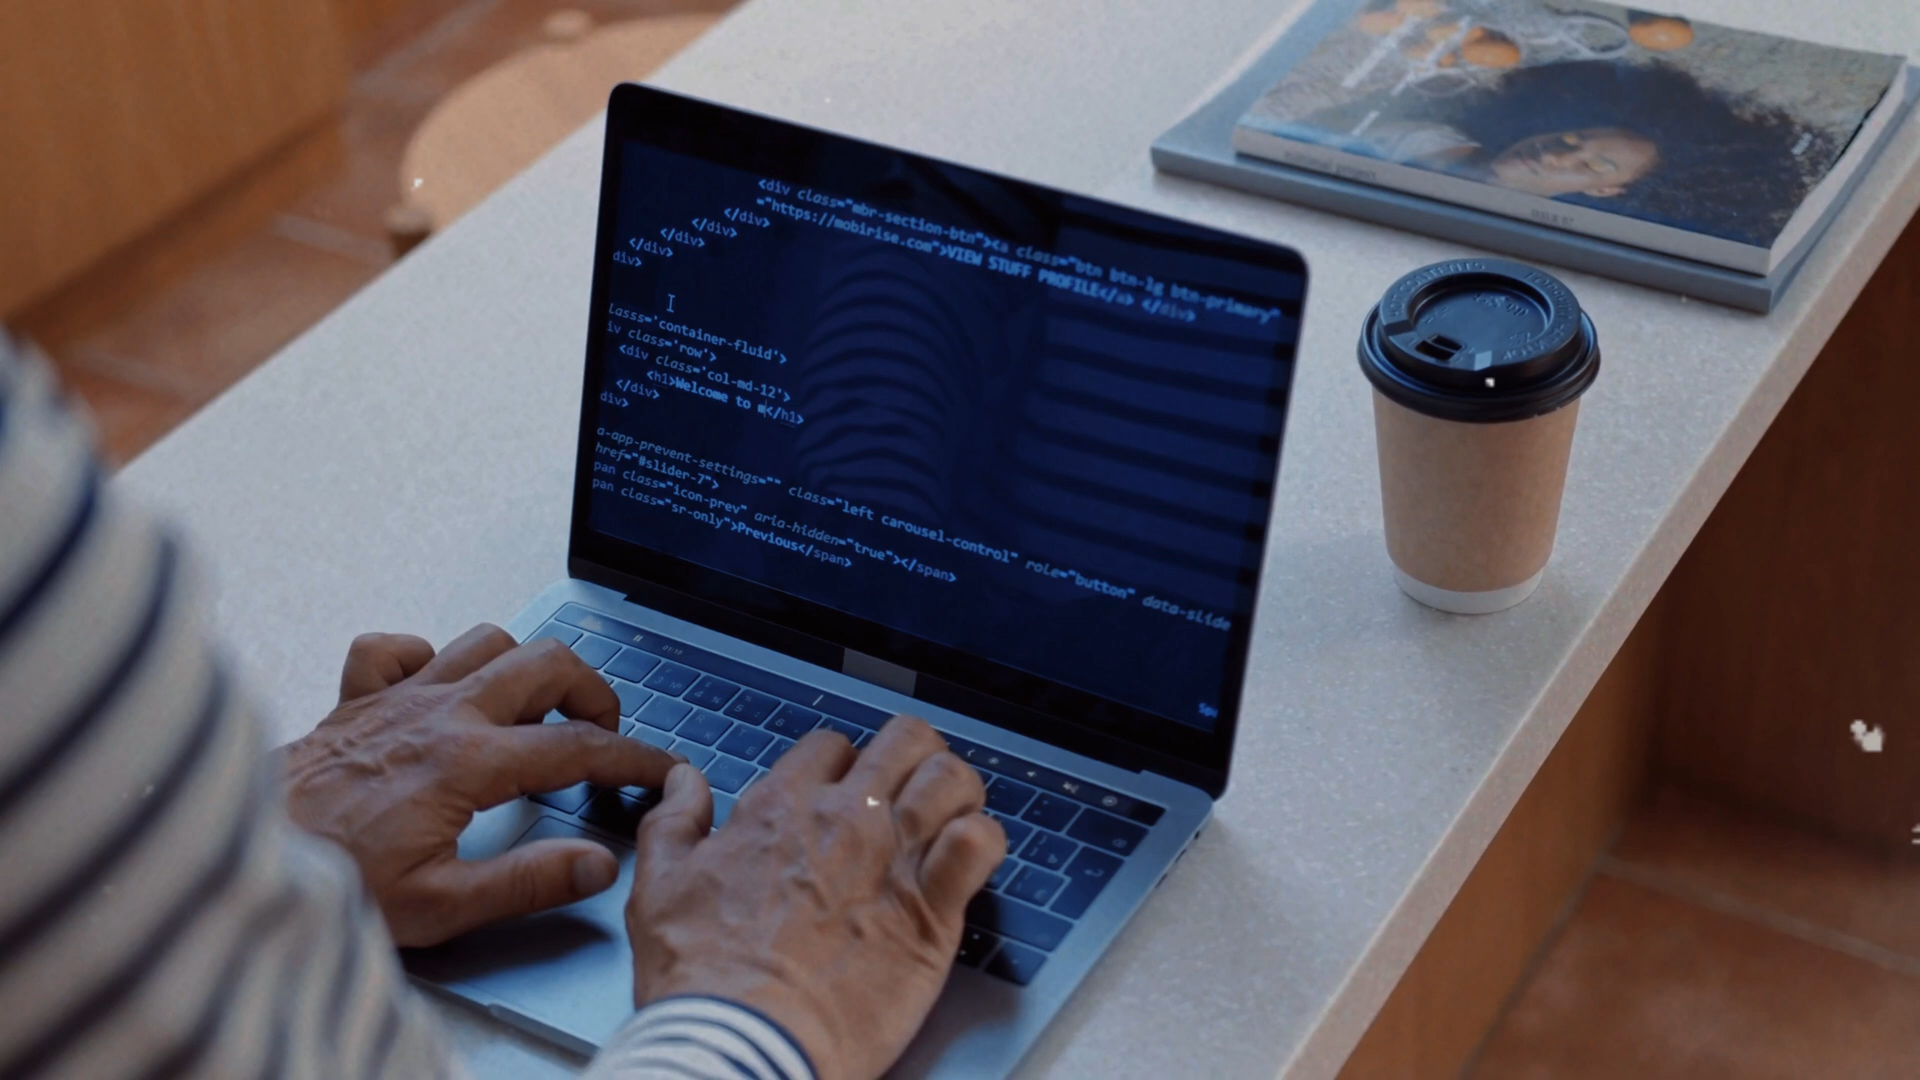 <div class="mbr-section-btn"><a class="btn btn-lg btn-primary"
="https://mobirise.com">VIEW STUFF PROFILE</a> </div>
</div>
</div>
</div>
</div>
div>
lasss='container-fluid'>
iv class='row'>
<div class='col-md-12'>
<h1>Welcome to m</h1>
</div>
div>
a-app-prevent-settings="" class="left carousel-control" role="button" data-slide
href="#slider-7">
pan class="icon-prev" aria-hidden="true"></span>
pan class="sr-only">Previous</span>